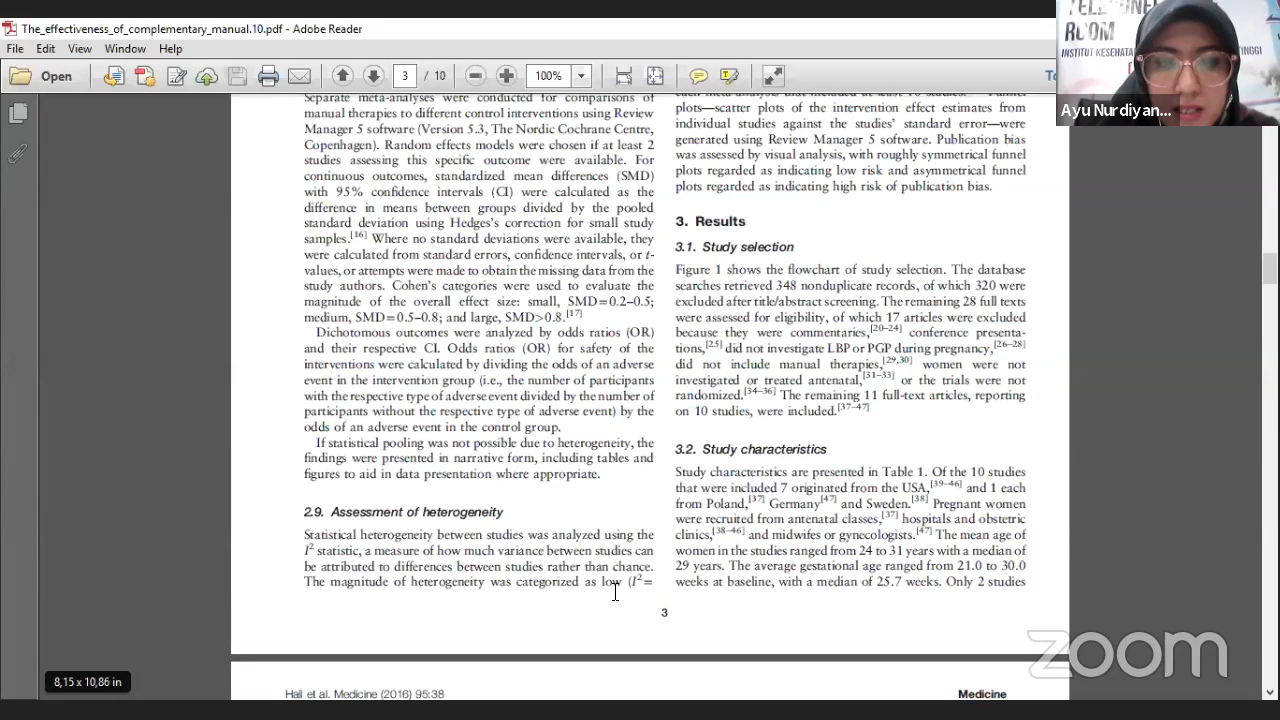 The_effectiveness_of_complementary_manual.10.pdf - Adobe Reader
File Edit View Window Help
Open 3 / 10 100% To
ROOM
INSTITUT KESEHATA
Ayu Nurdiyan...
Separate meta-analyses were conducted for comparisons of
manual therapies to different control interventions using Review
Manager 5 software (Version 5.3, The Nordic Cochrane Centre,
Copenhagen). Random effects models were chosen if at least 2
studies assessing this specific outcome were available. For
continuous outcomes, standardized mean differences (SMD)
with 95% confidence intervals (CI) were calculated as the
difference in means between groups divided by the pooled
standard deviation using Hedges's correction for small study
samples.[16] Where no standard deviations were available, they
were calculated from standard errors, confidence intervals, or t-
values, or attempts were made to obtain the missing data from the
study authors. Cohen's categories were used to evaluate the
magnitude of the overall effect size: small, SMD=0.2–0.5;
medium, SMD=0.5–0.8; and large, SMD>0.8.[17]
Dichotomous outcomes were analyzed by odds ratios (OR)
and their respective CI. Odds ratios (OR) for safety of the
interventions were calculated by dividing the odds of an adverse
event in the intervention group (i.e., the number of participants
with the respective type of adverse event divided by the number of
participants without the respective type of adverse event) by the
odds of an adverse event in the control group.
If statistical pooling was not possible due to heterogeneity, the
findings were presented in narrative form, including tables and
figures to aid in data presentation where appropriate.
2.9. Assessment of heterogeneity
Statistical heterogeneity between studies was analyzed using the
I2 statistic, a measure of how much variance between studies can
be attributed to differences between studies rather than chance.
The magnitude of heterogeneity was categorized as low (I2=
plots—scatter plots of the intervention effect estimates from
individual studies against the studies' standard error—were
generated using Review Manager 5 software. Publication bias
was assessed by visual analysis, with roughly symmetrical funnel
plots regarded as indicating low risk and asymmetrical funnel
plots regarded as indicating high risk of publication bias.
3. Results
3.1. Study selection
Figure 1 shows the flowchart of study selection. The database
searches retrieved 348 nonduplicate records, of which 320 were
excluded after title/abstract screening. The remaining 28 full texts
were assessed for eligibility, of which 17 articles were excluded
because they were commentaries,[20–24] conference presenta-
tions,[25] did not investigate LBP or PGP during pregnancy,[26–28]
did not include manual therapies,[29,30] women were not
investigated or treated antenatal,[31–33] or the trials were not
randomized.[34–36] The remaining 11 full-text articles, reporting
on 10 studies, were included.[37–47]
3.2. Study characteristics
Study characteristics are presented in Table 1. Of the 10 studies
that were included 7 originated from the USA,[39–46] and 1 each
from Poland,[37] Germany[47] and Sweden.[38] Pregnant women
were recruited from antenatal classes,[37] hospitals and obstetric
clinics,[38–46] and midwives or gynecologists.[47] The mean age of
women in the studies ranged from 24 to 31 years with a median of
29 years. The average gestational age ranged from 21.0 to 30.0
weeks at baseline, with a median of 25.7 weeks. Only 2 studies
3
zoom
8,15 x 10,86 in
Hall et al. Medicine (2016) 95:38 Medicine